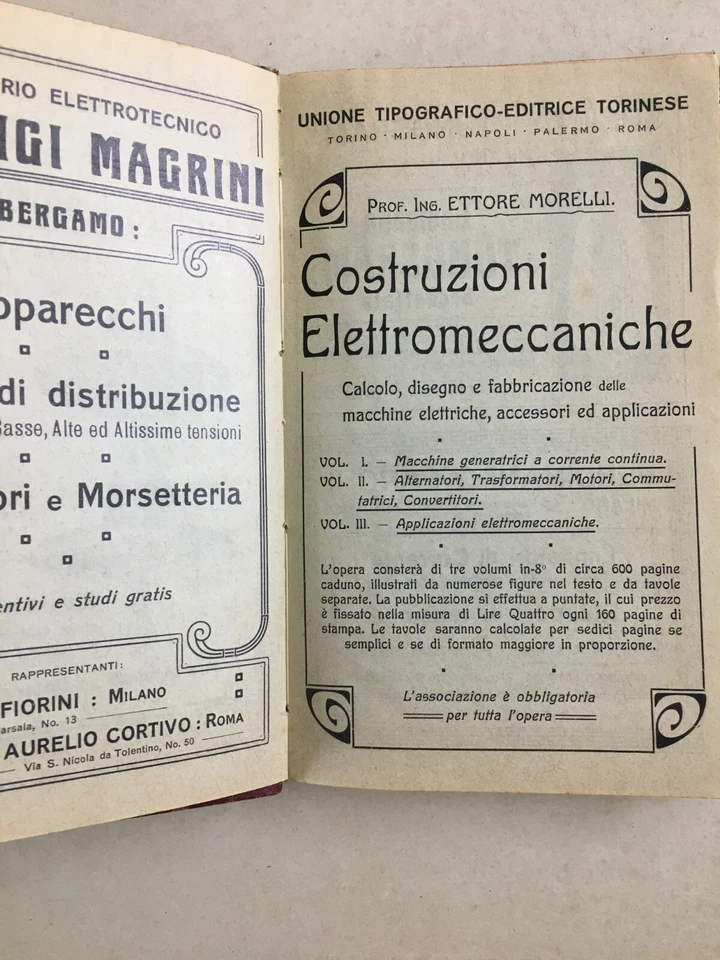 RIO ELETTROTECNICO
IGI MAGRINI
BERGAMO:
pparecchi
di distribuzione
Basse, Alte ed Altissime tensioni
ori e Morsetteria
entivi e studi gratis
RAPPRESENTANTI:
FIORINI : MILANO
arsala, No. 13
AURELIO CORTIVO : ROMA
Via S. Nicola da Tolentino, No. 50
UNIONE TIPOGRAFICO-EDITRICE TORINESE
TORINO · MILANO · NAPOLI · PALERMO · ROMA
PROF. ING. ETTORE MORELLI.
Costruzioni
Elettromeccaniche
Calcolo, disegno e fabbricazione delle
macchine elettriche, accessori ed applicazioni
VOL. I. — Macchine generatrici a corrente continua.
VOL. II. — Alternatori, Trasformatori, Motori, Commu-
tatrici, Convertitori.
VOL. III. — Applicazioni elettromeccaniche.
L'opera consterà di tre volumi in-8º di circa 600 pagine
caduno, illustrati da numerose figure nel testo e da tavole
separate. La pubblicazione si effettua a puntate, il cui prezzo
è fissato nella misura di Lire Quattro ogni 160 pagine di
stampa. Le tavole saranno calcolate per sedici pagine se
semplici e se di formato maggiore in proporzione.
L'associazione è obbligatoria
per tutta l'opera